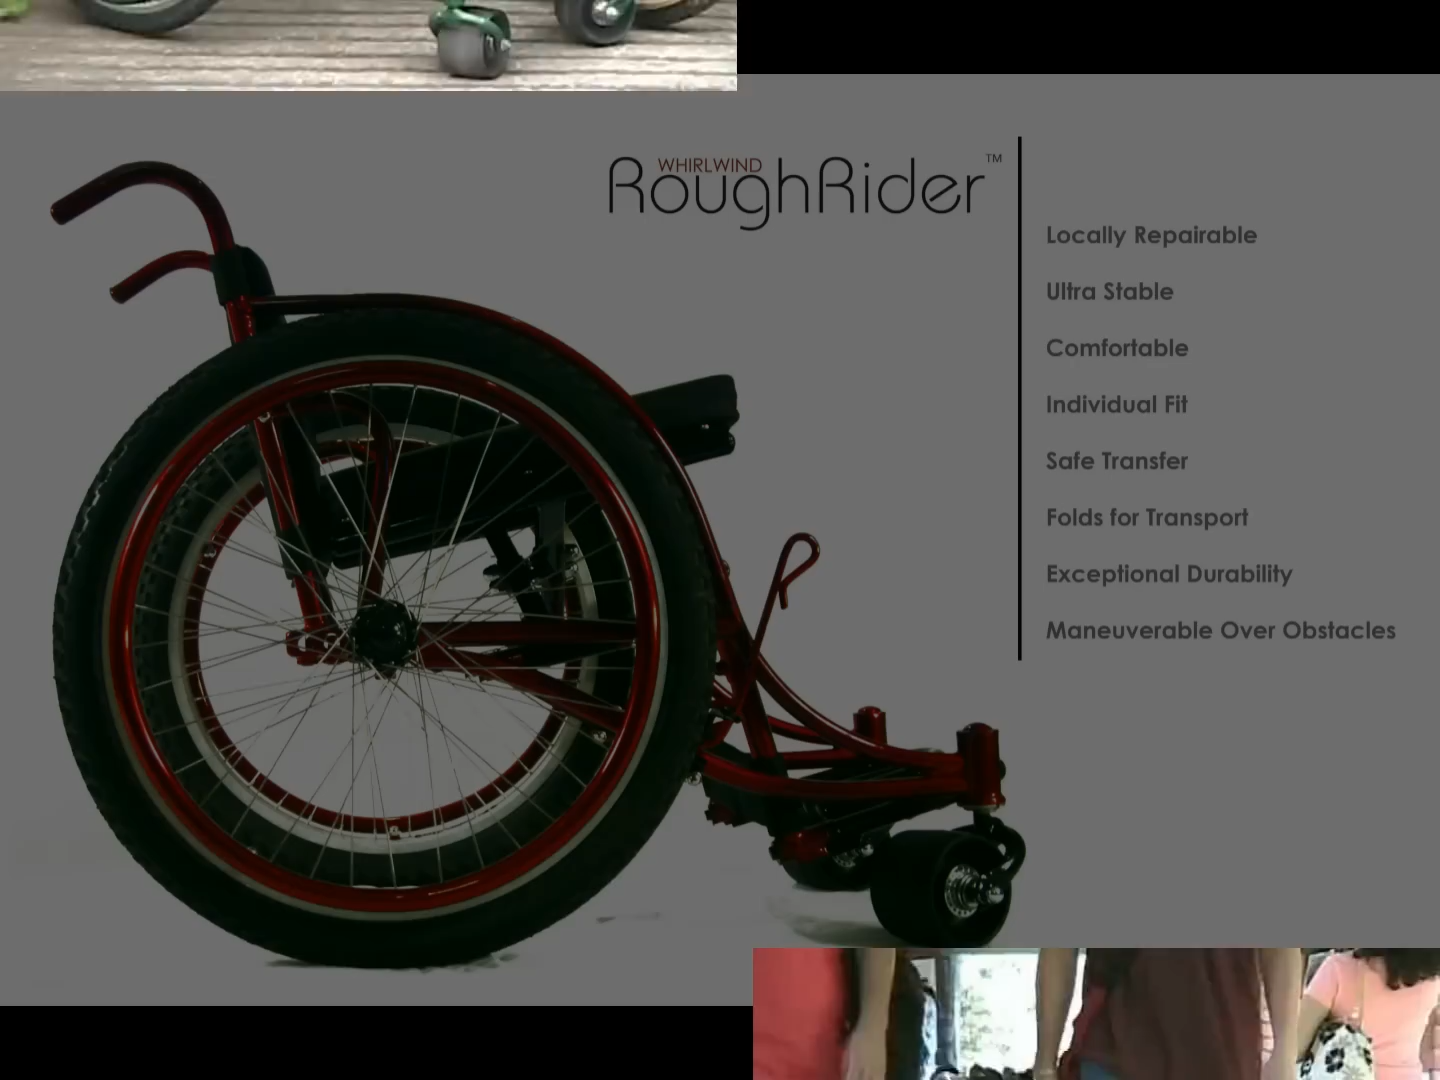 WHIRLWIND
RoughRider™
Locally Repairable
Ultra Stable
Comfortable
Individual Fit
Safe Transfer
Folds for Transport
Exceptional Durability
Maneuverable Over Obstacles